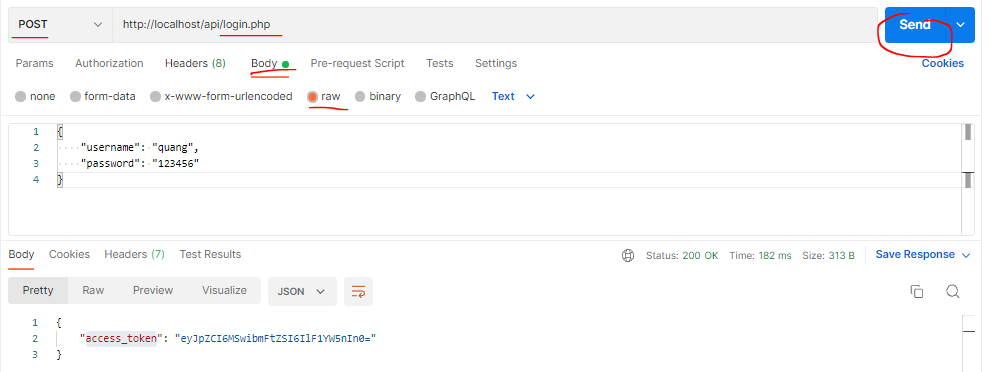 POST http://localhost/api/login.php Send
Params Authorization Headers (8) Body Pre-request Script Tests Settings Cookies
none form-data x-www-form-urlencoded raw binary GraphQL Text
1 {
2 "username": "quang",
3 "password": "123456"
4 }
Body Cookies Headers (7) Test Results Status: 200 OK Time: 182 ms Size: 313 B Save Response
Pretty Raw Preview Visualize JSON
1 {
2 "access_token": "eyJpZCI6MSwibmFtZSI6IlF1YW5nIn0="
3 }